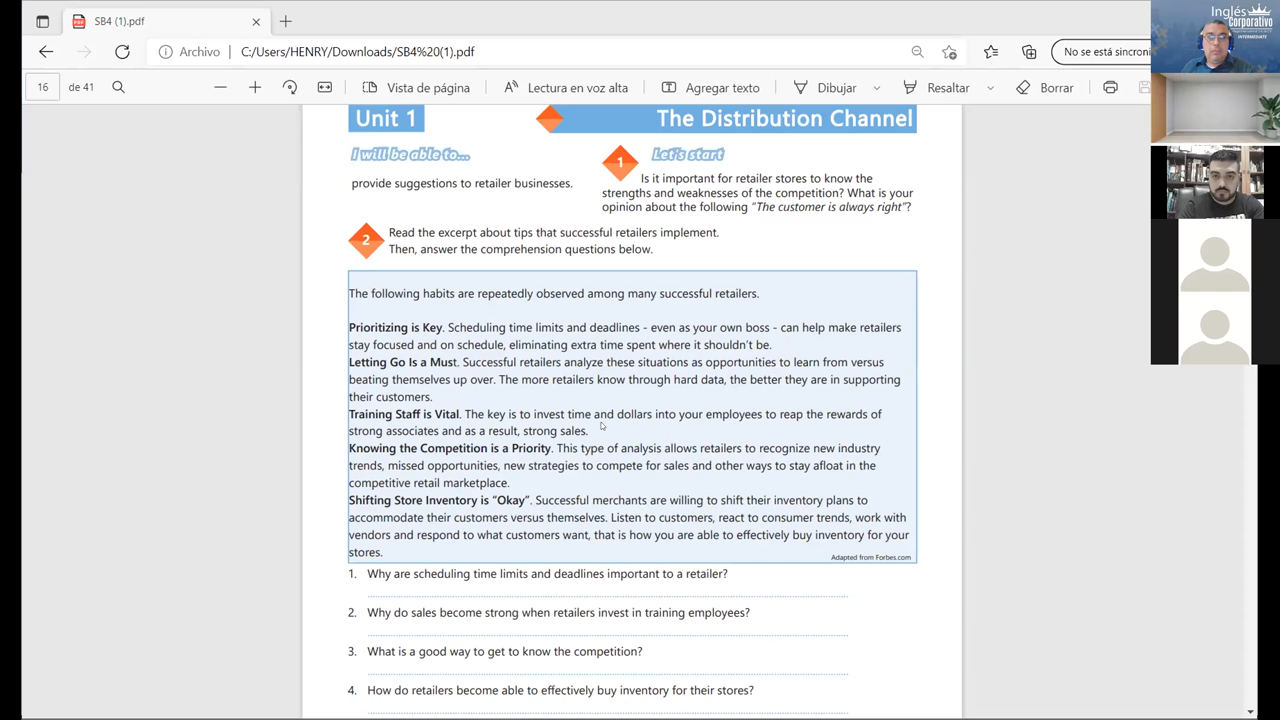 SB4 (1).pdf
Archivo
C:/Users/HENRY/Downloads/SB4%20(1).pdf
No se está sincroni
16
de 41
Vista de página
Lectura en voz alta
Agregar texto
Dibujar
Resaltar
Borrar
Inglés
Corporativo
INTERMEDIATE
Unit 1
The Distribution Channel
I will be able to...
provide suggestions to retailer businesses.
1
Let's start
Is it important for retailer stores to know the
strengths and weaknesses of the competition? What is your
opinion about the following "The customer is always right"?
2
Read the excerpt about tips that successful retailers implement.
Then, answer the comprehension questions below.
The following habits are repeatedly observed among many successful retailers.
Prioritizing is Key. Scheduling time limits and deadlines - even as your own boss - can help make retailers
stay focused and on schedule, eliminating extra time spent where it shouldn't be.
Letting Go Is a Must. Successful retailers analyze these situations as opportunities to learn from versus
beating themselves up over. The more retailers know through hard data, the better they are in supporting
their customers.
Training Staff is Vital. The key is to invest time and dollars into your employees to reap the rewards of
strong associates and as a result, strong sales.
Knowing the Competition is a Priority. This type of analysis allows retailers to recognize new industry
trends, missed opportunities, new strategies to compete for sales and other ways to stay afloat in the
competitive retail marketplace.
Shifting Store Inventory is "Okay". Successful merchants are willing to shift their inventory plans to
accommodate their customers versus themselves. Listen to customers, react to consumer trends, work with
vendors and respond to what customers want, that is how you are able to effectively buy inventory for your
stores.
Adapted from Forbes.com
1. Why are scheduling time limits and deadlines important to a retailer?
2. Why do sales become strong when retailers invest in training employees?
3. What is a good way to get to know the competition?
4. How do retailers become able to effectively buy inventory for their stores?